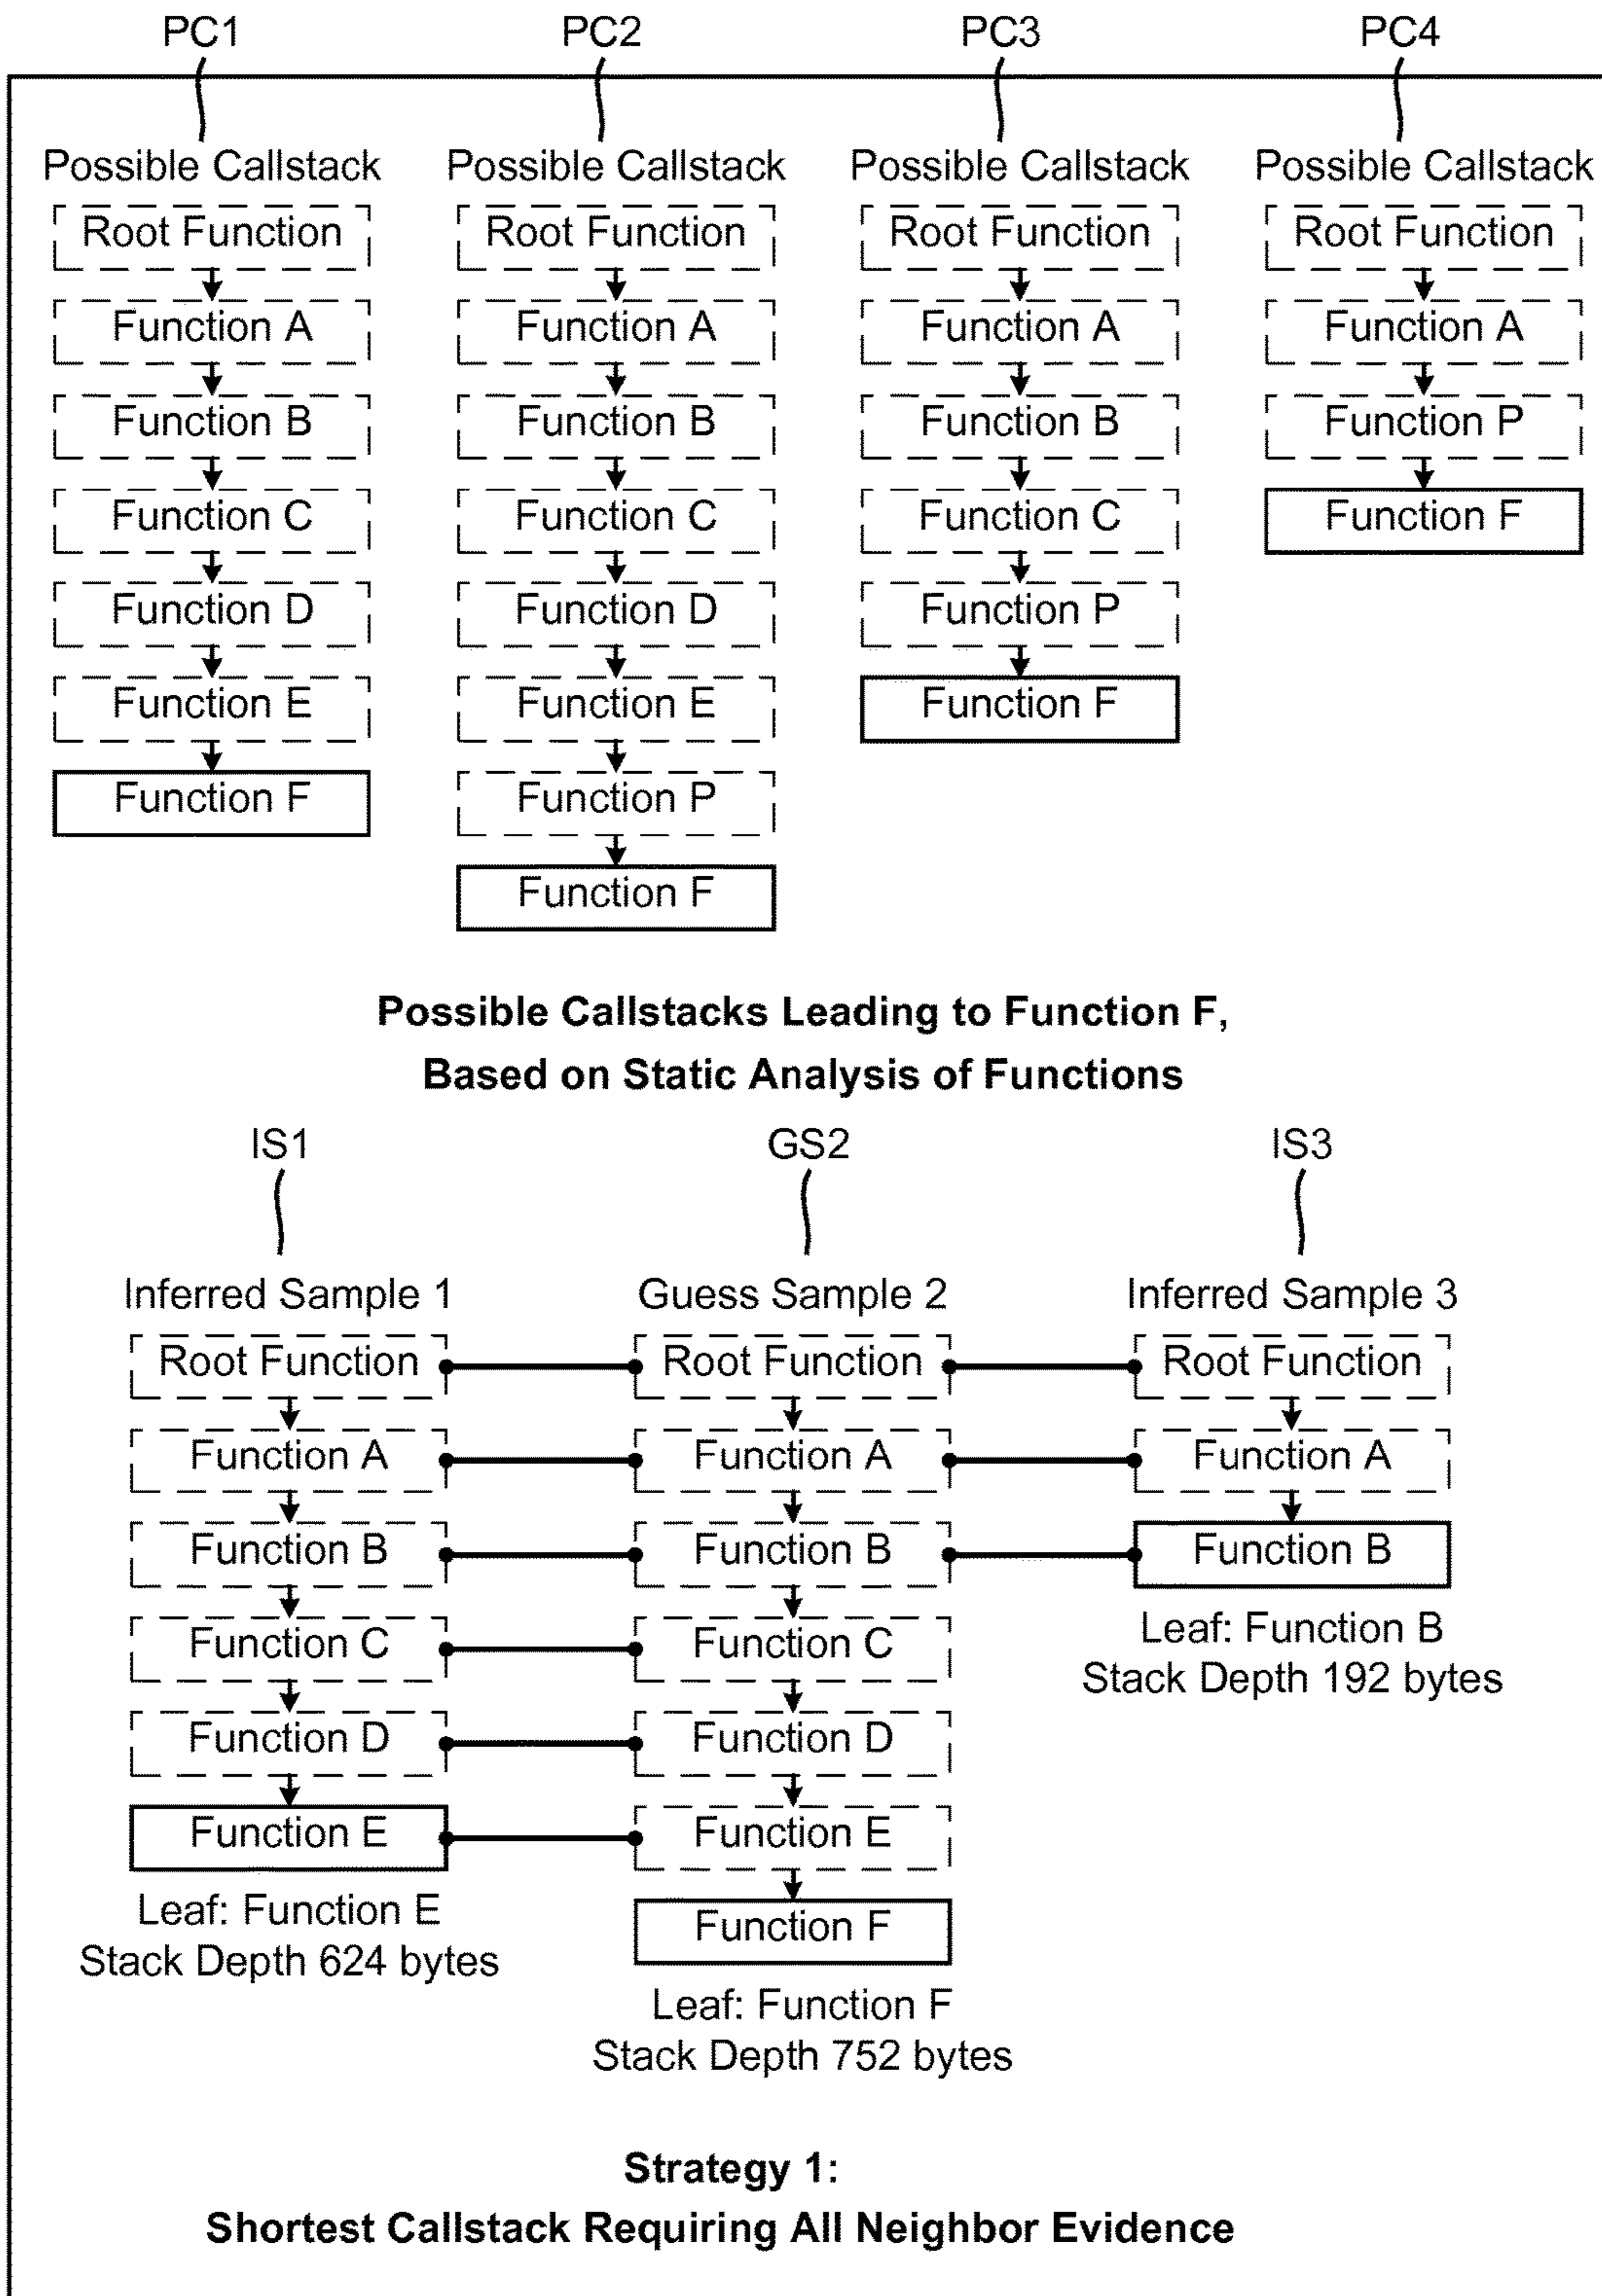 PC1
PC2
PC3
PC4
Possible Callstack
Root Function
Function A
Function B
Function C
Function D
Function E
Function F
Possible Callstack
Root Function
Function A
Function B
Function C
Function D
Function E
Function P
Function F
Possible Callstack
Root Function
Function A
Function B
Function C
Function P
Function F
Possible Callstack
Root Function
Function A
Function P
Function F
Possible Callstacks Leading to Function F,
Based on Static Analysis of Functions
IS1
GS2
IS3
Inferred Sample 1
Root Function
Function A
Function B
Function C
Function D
Function E
Leaf: Function E
Stack Depth 624 bytes
Guess Sample 2
Root Function
Function A
Function B
Function C
Function D
Function E
Function F
Leaf: Function F
Stack Depth 752 bytes
Inferred Sample 3
Root Function
Function A
Function B
Leaf: Function B
Stack Depth 192 bytes
Strategy 1:
Shortest Callstack Requiring All Neighbor Evidence